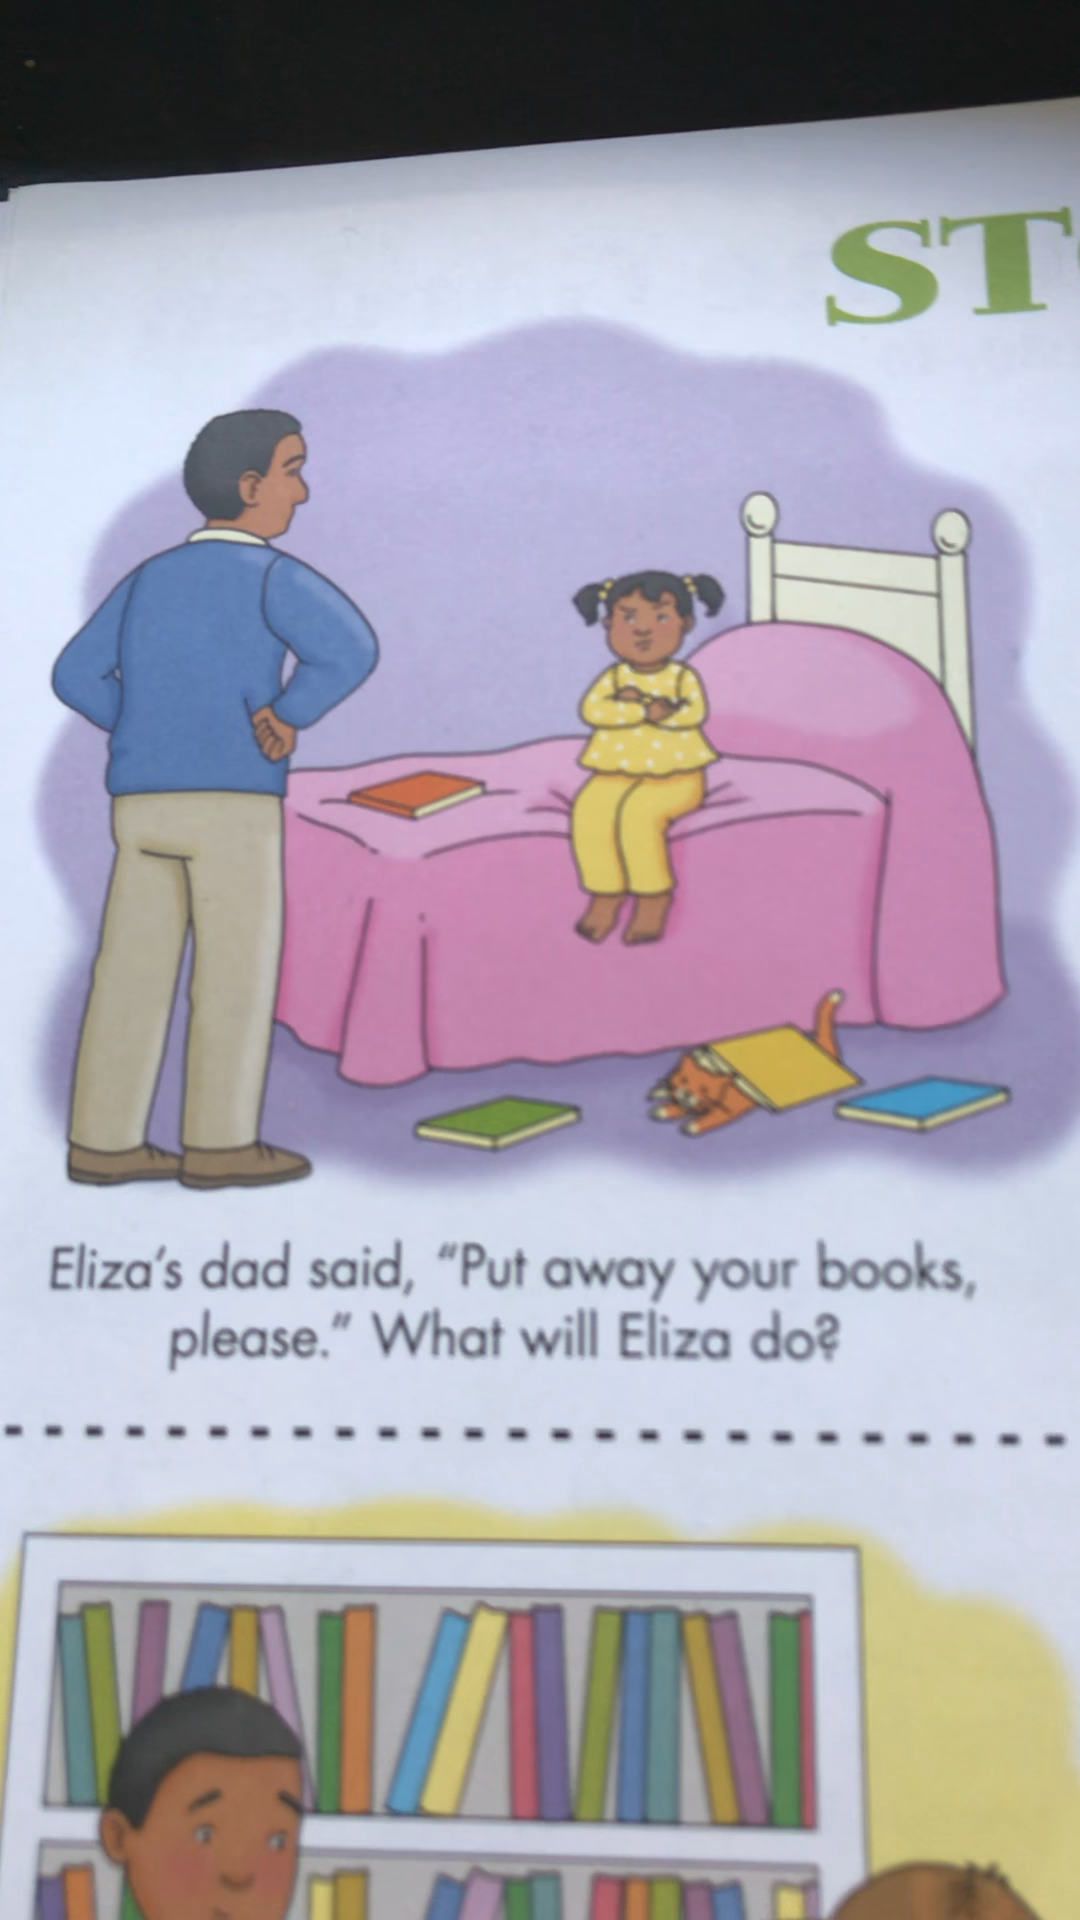 Eliza's dad said, “Put away your books,
please.” What will Eliza do?